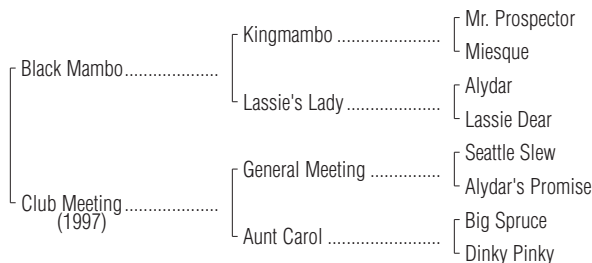 Mr. Prospector
Kingmambo ......................
Miesque
Black Mambo....................
Alydar
Lassie's Lady....................
Lassie Dear
Seattle Slew
General Meeting ...............
Alydar's Promise
Club Meeting....................
(1997)
Big Spruce
Aunt Carol ........................
Dinky Pinky